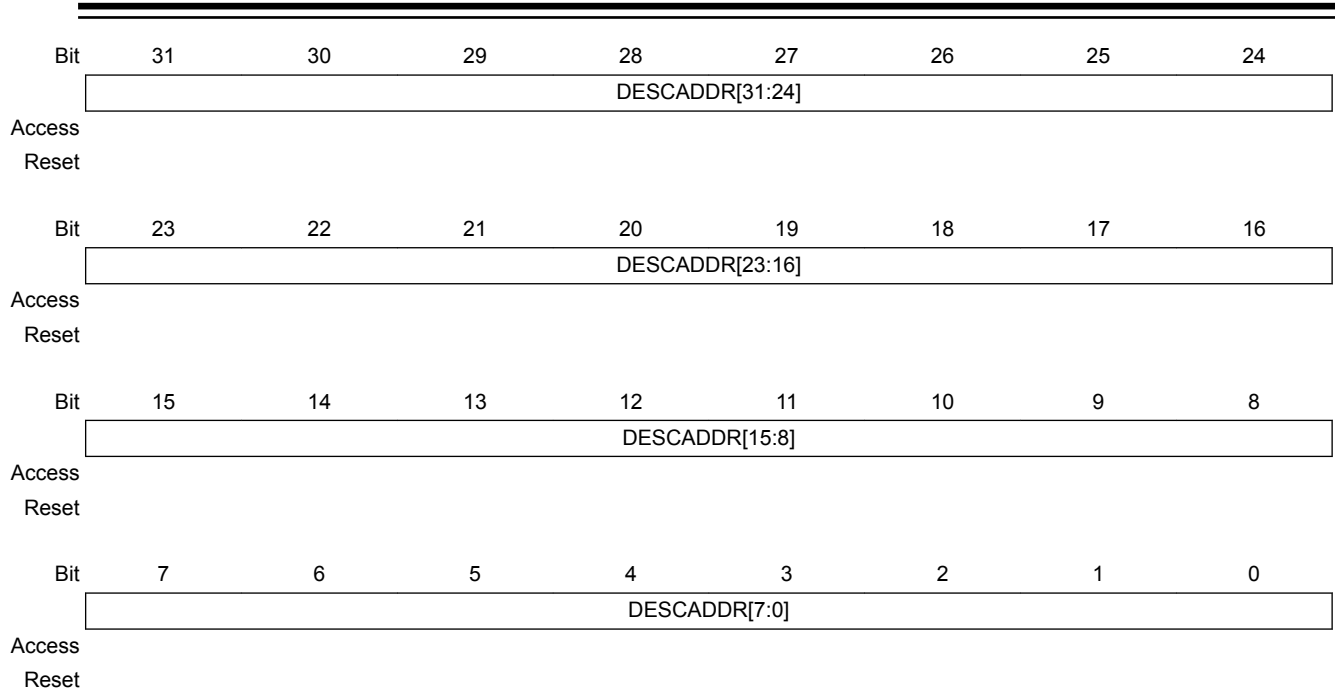 Bit 31 30 29 28 27 26 25 24
DESCADDR[31:24]
Access
Reset
Bit 23 22 21 20 19 18 17 16
DESCADDR[23:16]
Access
Reset
Bit 15 14 13 12 11 10 9 8
DESCADDR[15:8]
Access
Reset
Bit 7 6 5 4 3 2 1 0
DESCADDR[7:0]
Access
Reset